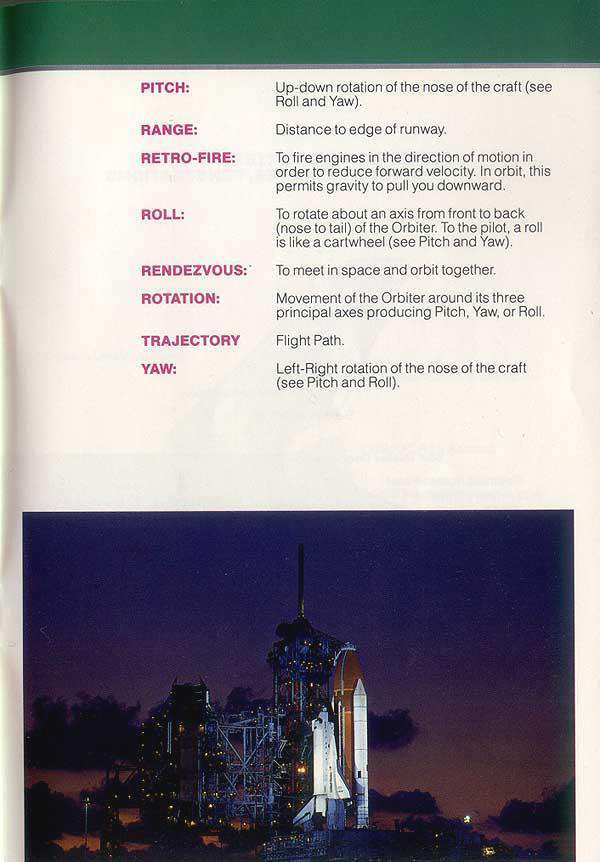 PITCH: Up-down rotation of the nose of the craft (see
Roll and Yaw).
RANGE: Distance to edge of runway.
RETRO-FIRE: To fire engines in the direction of motion in
order to reduce forward velocity. In orbit, this
permits gravity to pull you downward.
ROLL: To rotate about an axis from front to back
(nose to tail) of the Orbiter. To the pilot, a roll
is like a cartwheel (see Pitch and Yaw).
RENDEZVOUS: To meet in space and orbit together.
ROTATION: Movement of the Orbiter around its three
principal axes producing Pitch, Yaw, or Roll.
TRAJECTORY Flight Path.
YAW: Left-Right rotation of the nose of the craft
(see Pitch and Roll).